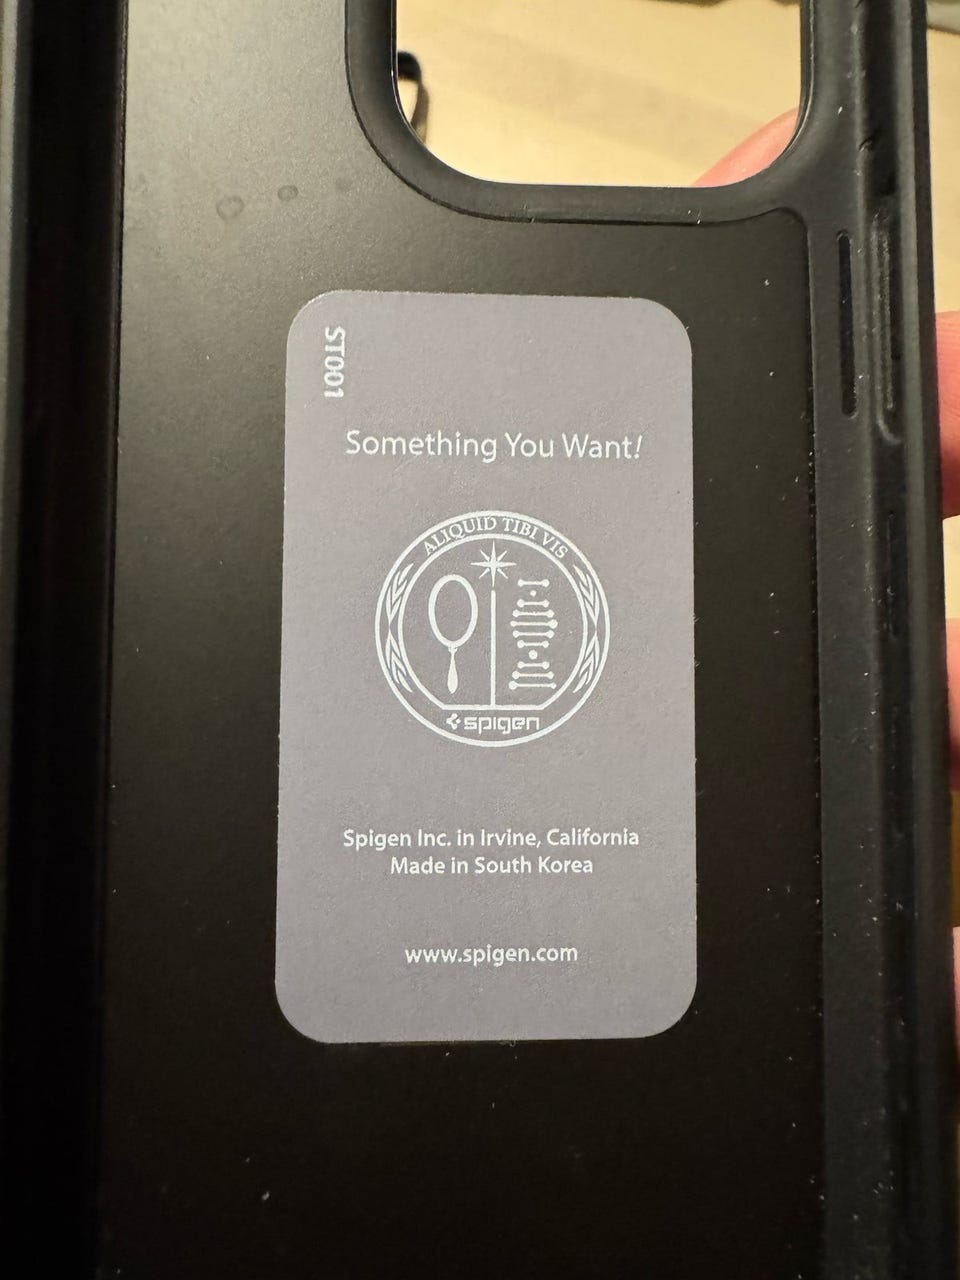 ST001
Something You Want!
ALIQUID TIBI VIS
spigen
Spigen Inc. in Irvine, California
Made in South Korea
www.spigen.com